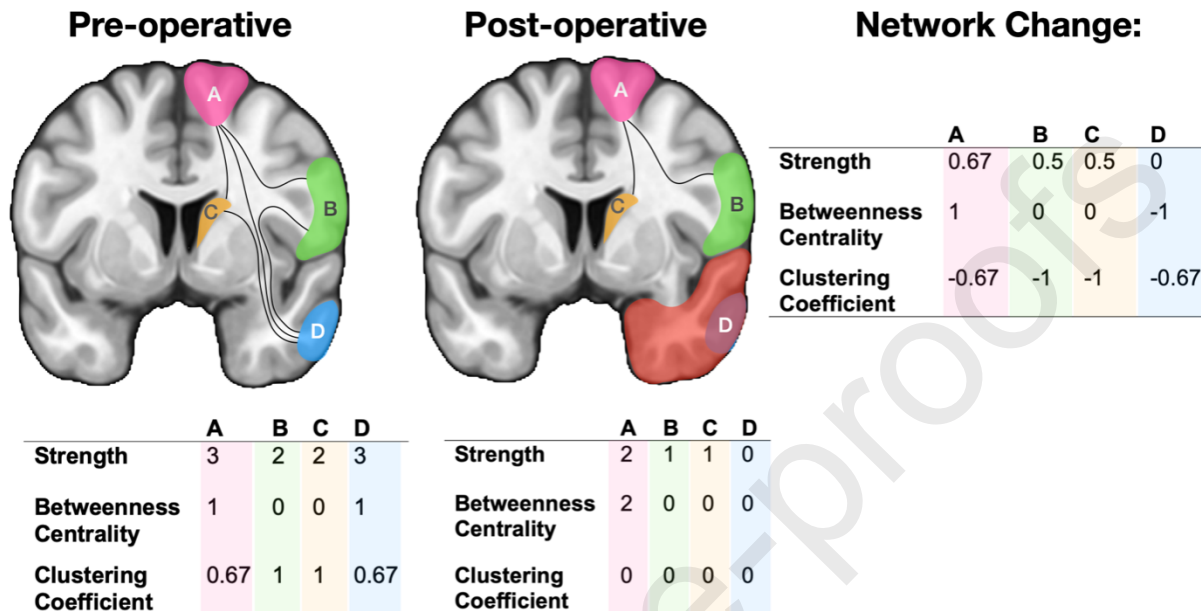 Pre-operative
Post-operative
Network Change:
A
C
B
D
A
C
B
D
A B C D
Strength 0.67 0.5 0.5 0
Betweenness 1 0 0 -1
Centrality
Clustering -0.67 -1 -1 -0.67
Coefficient
A B C D
Strength 3 2 2 3
Betweenness 1 0 0 1
Centrality
Clustering 0.67 1 1 0.67
Coefficient
A B C D
Strength 2 1 1 0
Betweenness 2 0 0 0
Centrality
Clustering 0 0 0 0
Coefficient
e-proofs